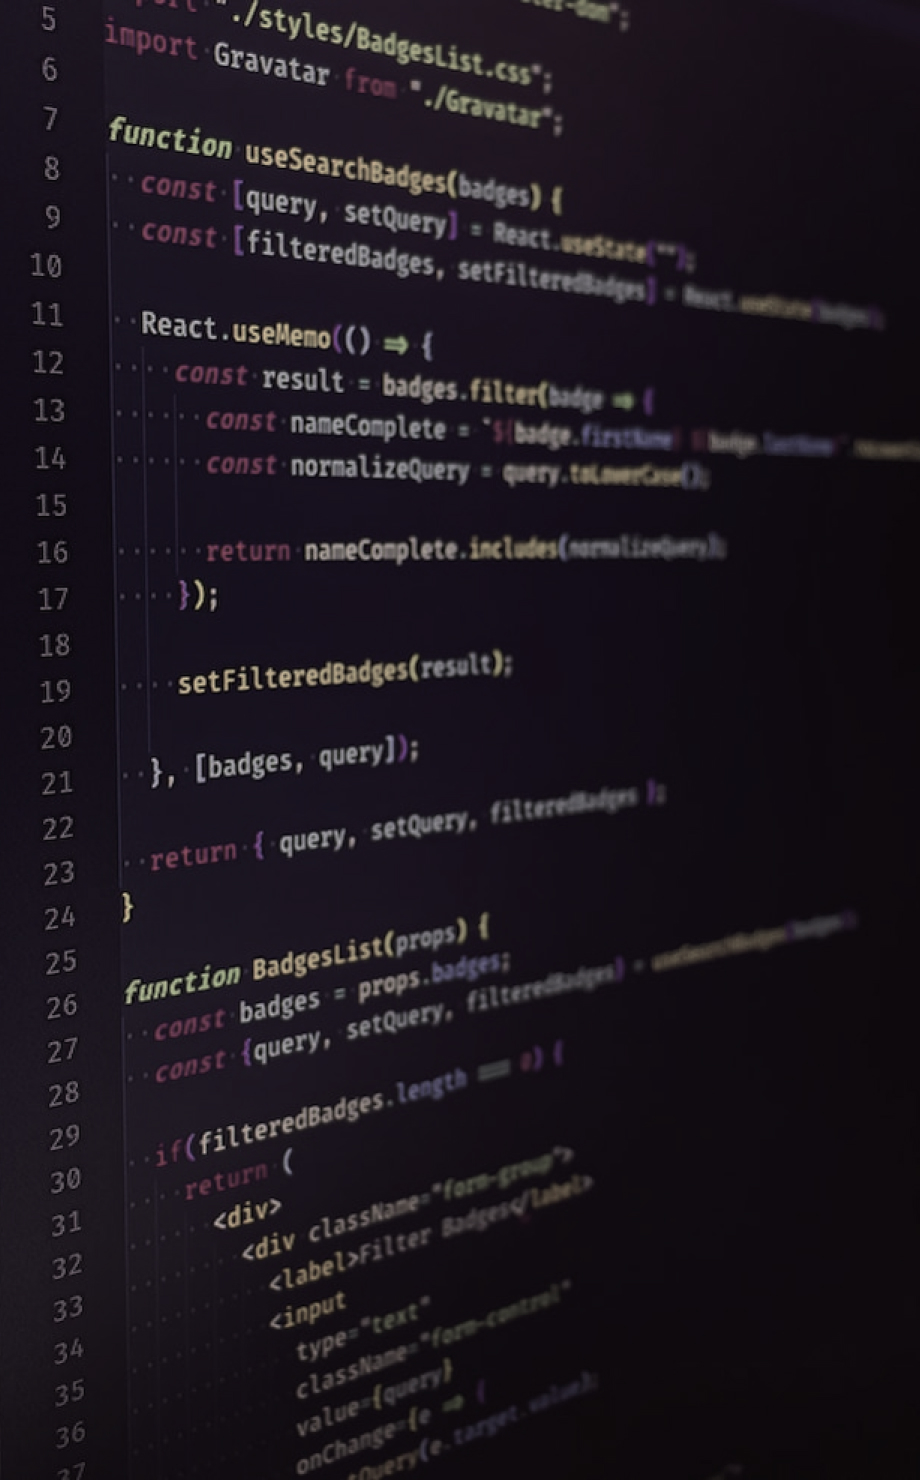 5
"./styles/BadgesList.css";
6 import Gravatar from "./Gravatar";
7
8 function useSearchBadges(badges) {
9 const [query, setQuery] = React.useState("");
10 const [filteredBadges, setFilteredBadges] = React.useState(badges);
11
12 React.useMemo(() => {
13 const result = badges.filter(badge => {
14 const nameComplete = `${badge.firstName} ${badge.lastName
15 const normalizeQuery = query.toLowerCase();
16
17 return nameComplete.includes(normalizeQuery);
18 });
19
20 setFilteredBadges(result);
21
22 }, [badges, query]);
23
24 return { query, setQuery, filteredBadges };
25 }
26
27 function BadgesList(props) {
28 const badges = props.badges;
29 const {query, setQuery, filteredBadges} = useSearchBadges(badges);
30
31 if(filteredBadges.length === 0) {
32 return (
33 <div>
34 <div className="form-group">
35 <label>Filter Badges</label>
36 <input
37 type="text"
className="form-control"
value={query}
onChange={e => {
(e.target.value);